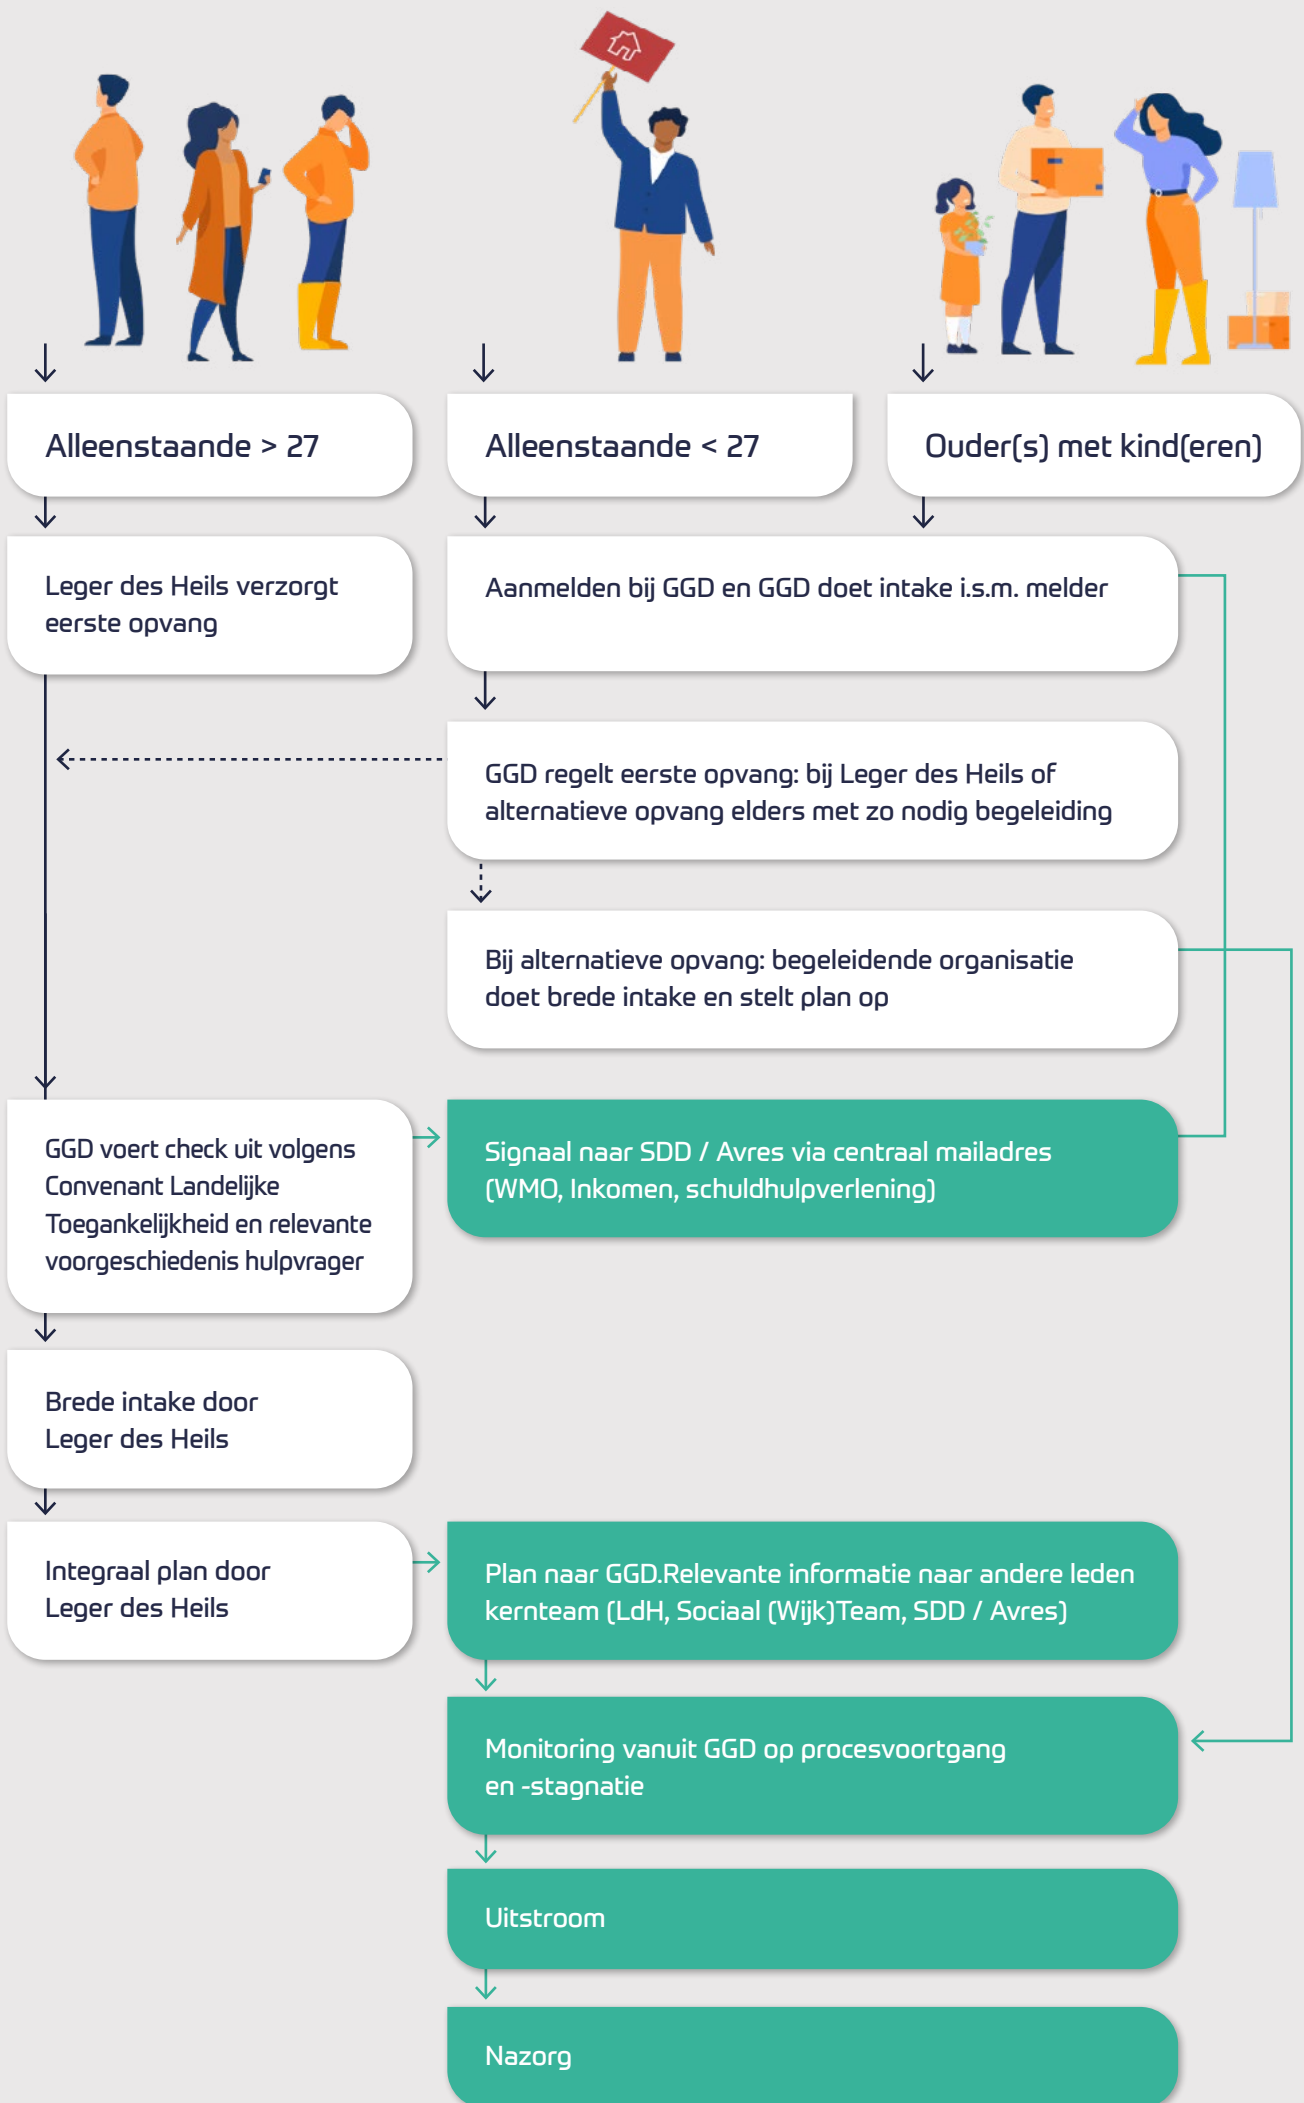 Alleenstaande > 27
Alleenstaande < 27
Ouder(s) met kind(eren)
Leger des Heils verzorgt
eerste opvang
Aanmelden bij GGD en GGD doet intake i.s.m. melder
GGD regelt eerste opvang: bij Leger des Heils of
alternatieve opvang elders met zo nodig begeleiding
Bij alternatieve opvang: begeleidende organisatie
doet brede intake en stelt plan op
GGD voert check uit volgens
Convenant Landelijke
Toegankelijkheid en relevante
voorgeschiedenis hulpvrager
Signaal naar SDD / Avres via centraal mailadres
(WMO, Inkomen, schuldhulpverlening)
Brede intake door
Leger des Heils
Integraal plan door
Leger des Heils
Plan naar GGD.Relevante informatie naar andere leden
kernteam (LdH, Sociaal (Wijk)Team, SDD / Avres)
Monitoring vanuit GGD op procesvoortgang
en -stagnatie
Uitstroom
Nazorg